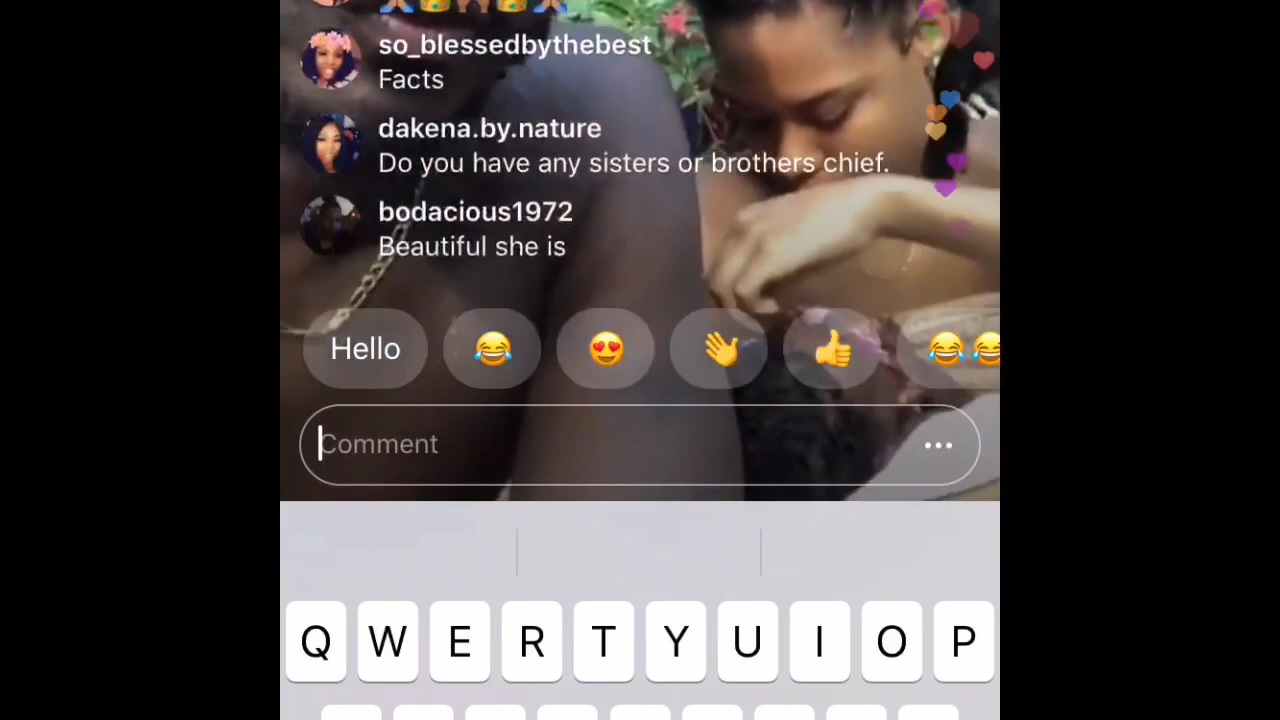 so_blessedbythebest
Facts
dakena.by.nature
Do you have any sisters or brothers chief.
bodacious1972
Beautiful she is
Hello
Comment
Q W E R T Y U I O P